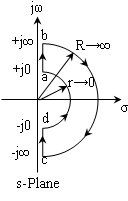 jω
+j∞ b
R→∞
+j0 a
r→0
σ
-j0 d
-j∞ c
s-Plane